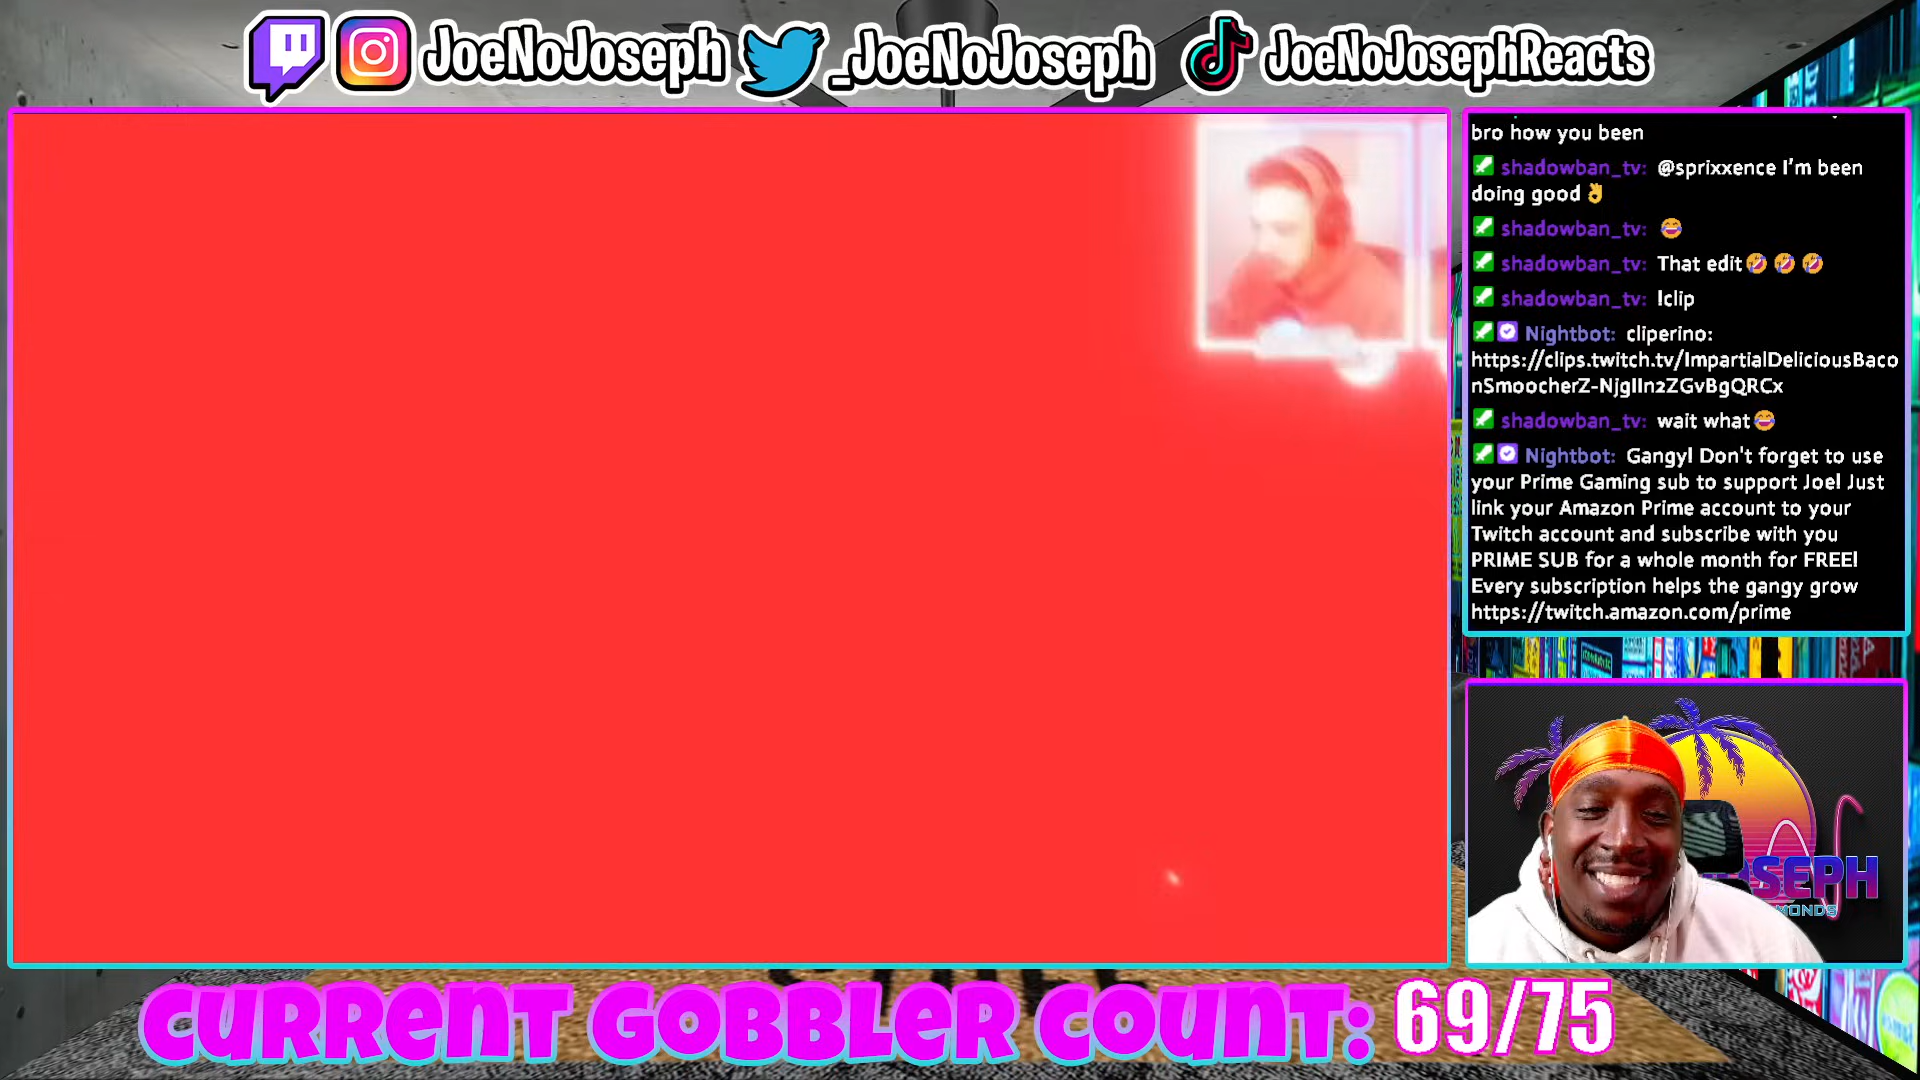 JoeNoJoseph _JoeNoJoseph JoeNoJosephReacts
bro how you been
shadowban_tv: @sprixxence I'm been
doing good👌
shadowban_tv: 😂
shadowban_tv: That edit🤣🤣🤣
shadowban_tv: !clip
Nightbot: cliperino:
https://clips.twitch.tv/ImpartialDeliciousBaco
nSmoocherZ-NjgIIn2ZGvBgQRCx
shadowban_tv: wait what😂
Nightbot: Gangy! Don't forget to use
your Prime Gaming sub to support Joe! Just
link your Amazon Prime account to your
Twitch account and subscribe with you
PRIME SUB for a whole month for FREE!
Every subscription helps the gangy grow
https://twitch.amazon.com/prime
SEPH
MONDS
CURRENT GOBBLER COUNT: 69/75